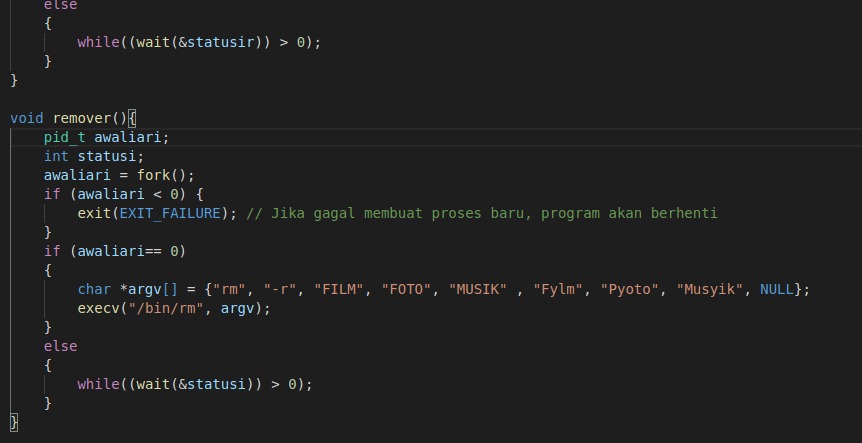 else
{
while((wait(&statusir)) > 0);
}
}
void remover(){
pid_t awaliari;
int statusi;
awaliari = fork();
if (awaliari < 0) {
exit(EXIT_FAILURE); // Jika gagal membuat proses baru, program akan berhenti
}
if (awaliari== 0)
{
char *argv[] = {"rm", "-r", "FILM", "FOTO", "MUSIK" , "Fylm", "Pyoto", "Musyik", NULL};
execv("/bin/rm", argv);
}
else
{
while((wait(&statusi)) > 0);
}
}